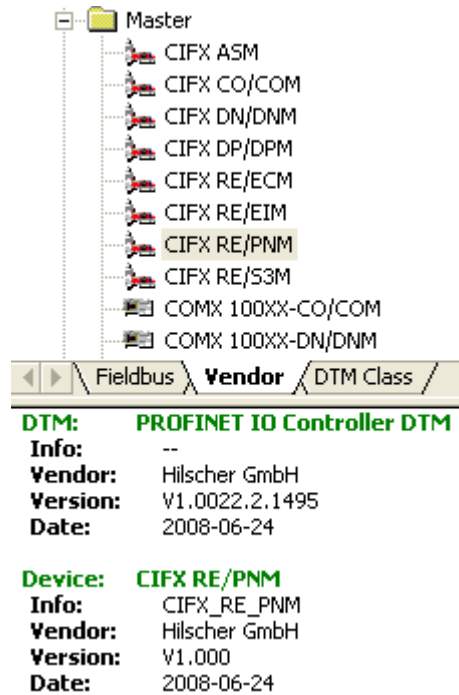 Master
CIFX ASM
CIFX CO/COM
CIFX DN/DNM
CIFX DP/DPM
CIFX RE/ECM
CIFX RE/EIM
CIFX RE/PNM
CIFX RE/S3M
COMX 100XX-CO/COM
COMX 100XX-DN/DNM
Fieldbus Vendor DTM Class
DTM: PROFINET IO Controller DTM
Info: --
Vendor: Hilscher GmbH
Version: V1.0022.2.1495
Date: 2008-06-24
Device: CIFX RE/PNM
Info: CIFX_RE_PNM
Vendor: Hilscher GmbH
Version: V1.000
Date: 2008-06-24